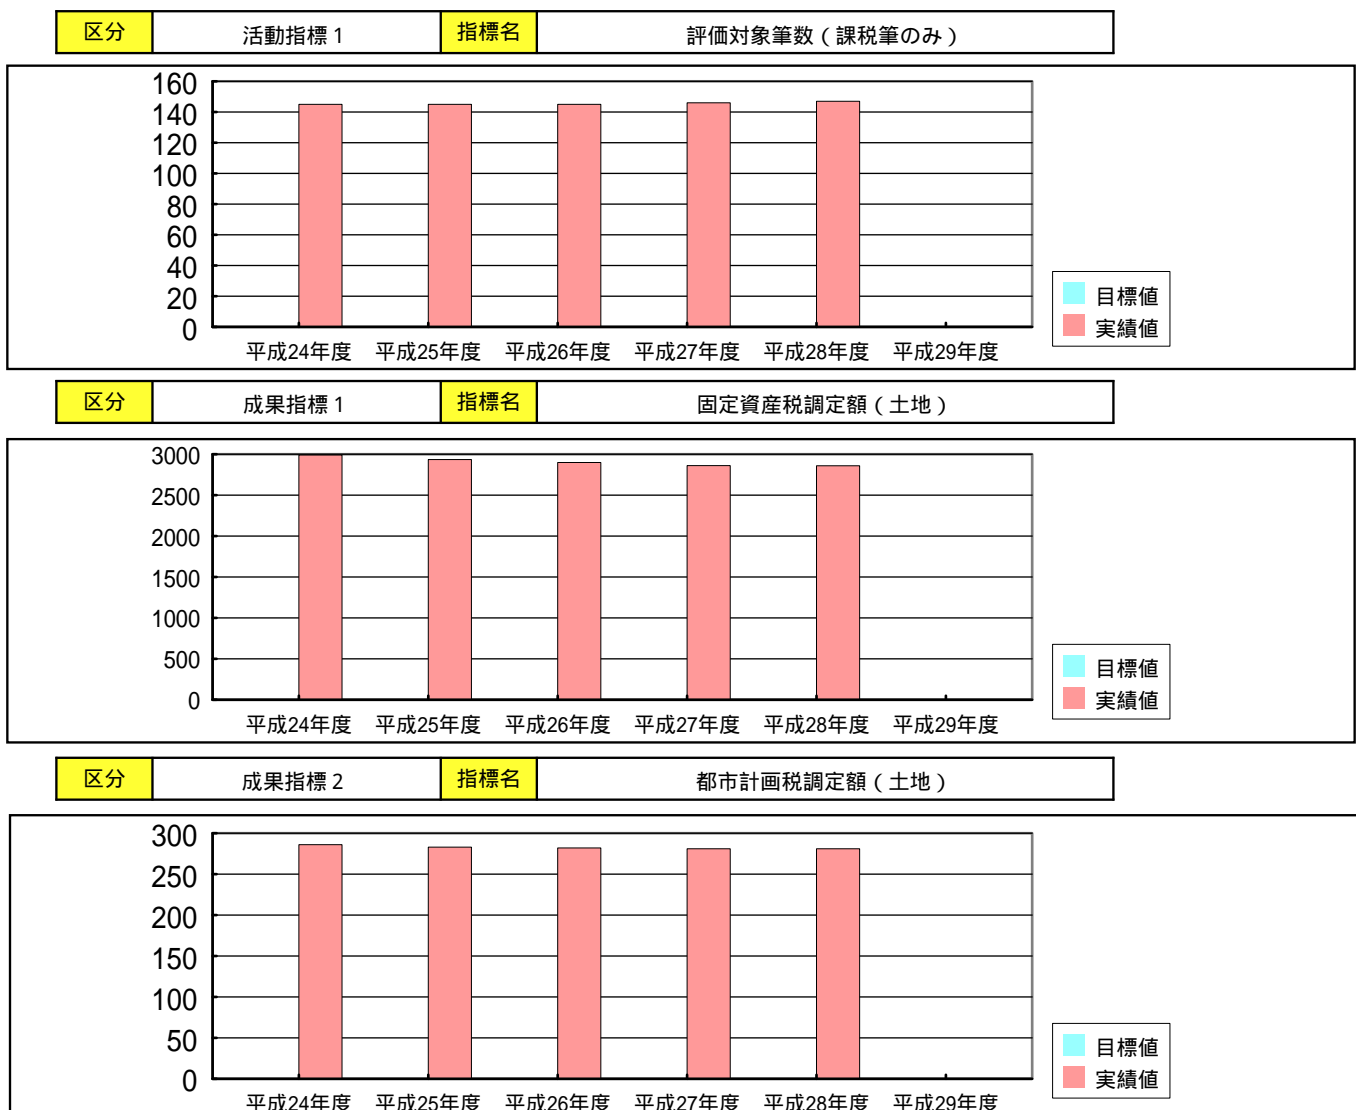 区分 活動指標1 指標名 評価対象筆数(課税筆のみ)
160
140
120
100
80
60
40
20
0
平成24年度 平成25年度 平成26年度 平成27年度 平成28年度 平成29年度
目標値
実績値
区分 成果指標1 指標名 固定資産税調定額(土地)
3000
2500
2000
1500
1000
500
0
平成24年度 平成25年度 平成26年度 平成27年度 平成28年度 平成29年度
目標値
実績値
区分 成果指標2 指標名 都市計画税調定額(土地)
300
250
200
150
100
50
0
平成24年度 平成25年度 平成26年度 平成27年度 平成28年度 平成29年度
目標値
実績値